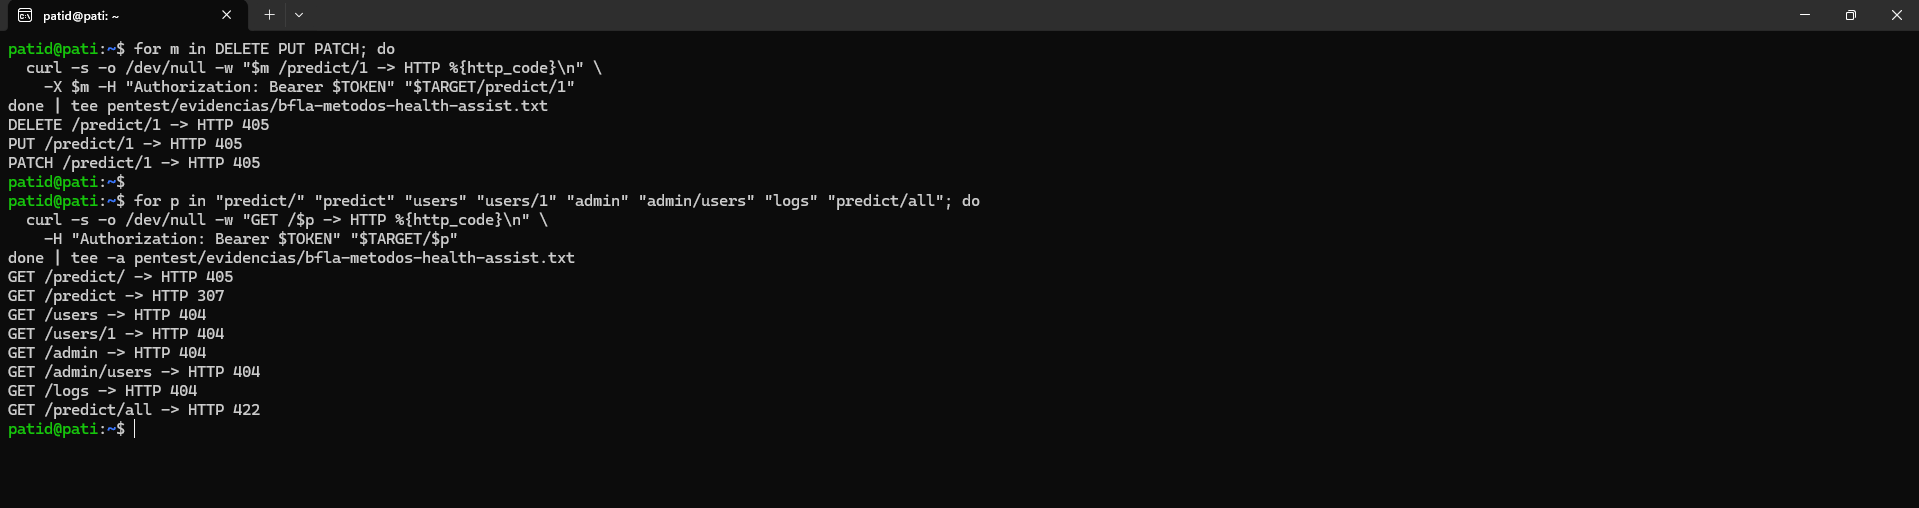 patid@pati: ~
patid@pati:~$ for m in DELETE PUT PATCH; do
  curl -s -o /dev/null -w "$m /predict/1 -> HTTP %{http_code}\n" \
    -X $m -H "Authorization: Bearer $TOKEN" "$TARGET/predict/1"
done | tee pentest/evidencias/bfla-metodos-health-assist.txt
DELETE /predict/1 -> HTTP 405
PUT /predict/1 -> HTTP 405
PATCH /predict/1 -> HTTP 405
patid@pati:~$
patid@pati:~$ for p in "predict/" "predict" "users" "users/1" "admin" "admin/users" "logs" "predict/all"; do
  curl -s -o /dev/null -w "GET /$p -> HTTP %{http_code}\n" \
    -H "Authorization: Bearer $TOKEN" "$TARGET/$p"
done | tee -a pentest/evidencias/bfla-metodos-health-assist.txt
GET /predict/ -> HTTP 405
GET /predict -> HTTP 307
GET /users -> HTTP 404
GET /users/1 -> HTTP 404
GET /admin -> HTTP 404
GET /admin/users -> HTTP 404
GET /logs -> HTTP 404
GET /predict/all -> HTTP 422
patid@pati:~$